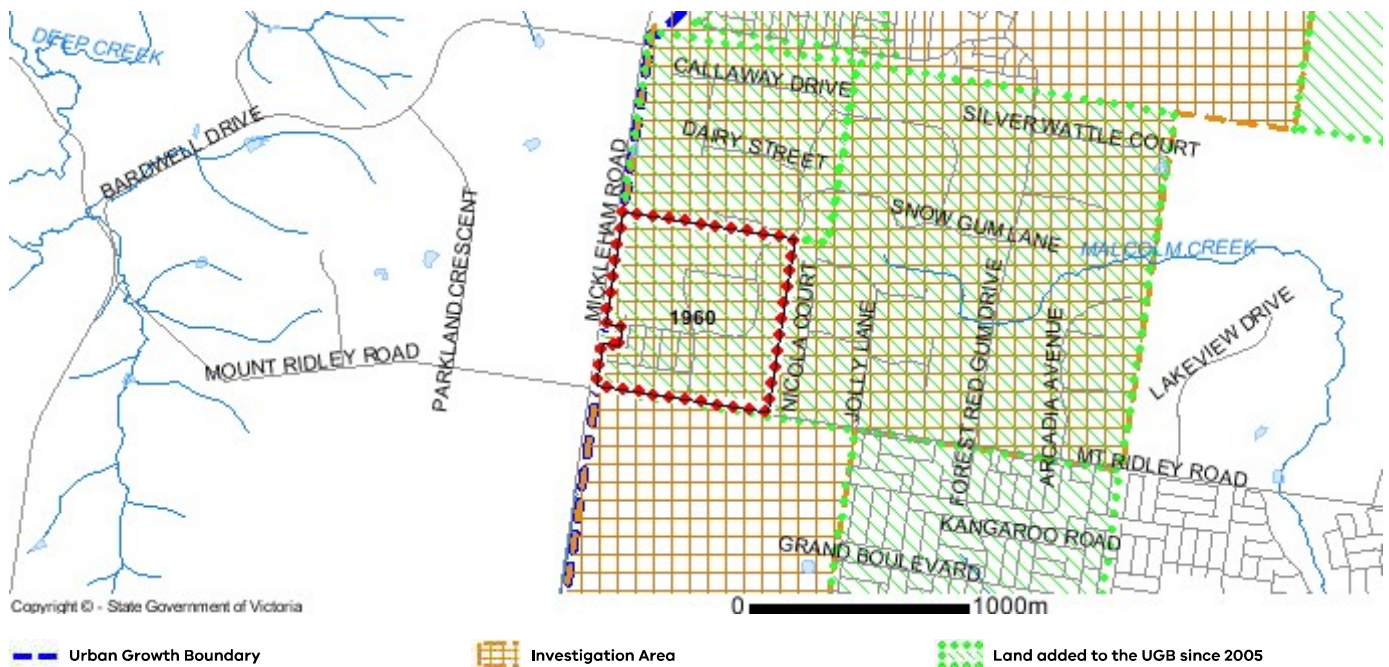 DEEP CREEK
CALLAWAY DRIVE
SILVER WATTLE COURT
BARDWELL DRIVE
DAIRY STREET
MICKLEHAM ROAD
PARKLAND CRESCENT
SNOW GUM LANE
MALCOLM CREEK
1960
NICOLA COURT
JOLLY LANE
FOREST RED GUM DRIVE
ARCADIA AVENUE
LAKEVIEW DRIVE
MOUNT RIDLEY ROAD
MT RIDLEY ROAD
KANGAROO ROAD
GRAND BOULEVARD
Copyright © - State Government of Victoria
0 1000m
Urban Growth Boundary
Investigation Area
Land added to the UGB since 2005